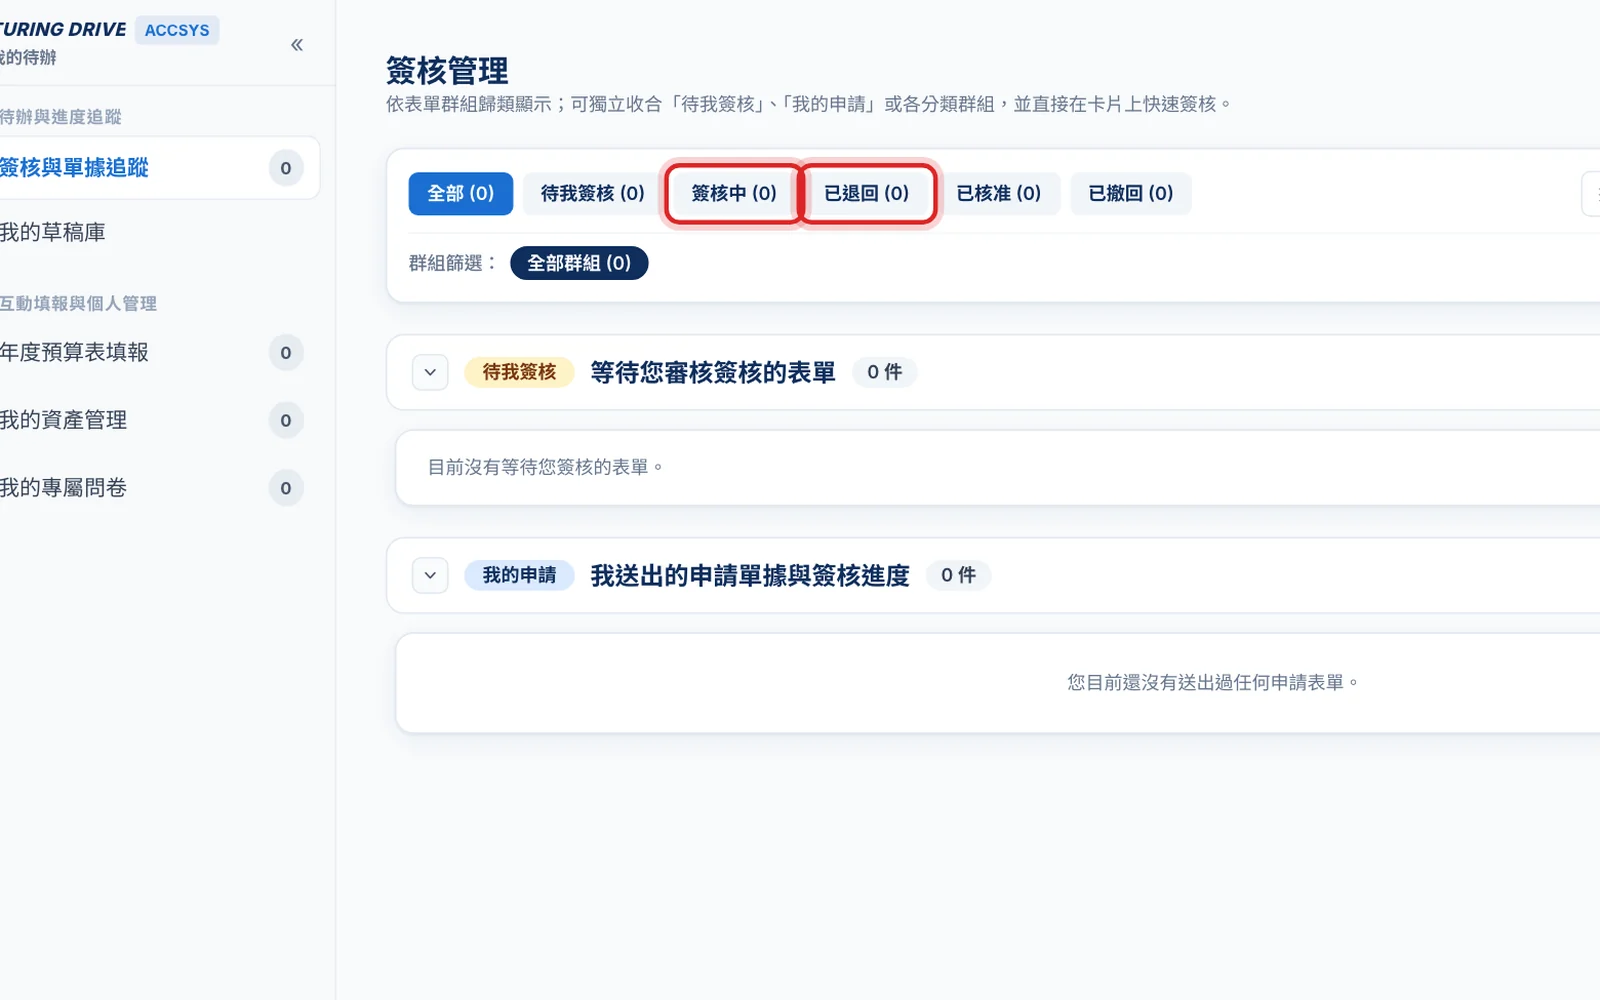 TURING DRIVE ACCSYS
我的待辦
«
待辦與進度追蹤
簽核與單據追蹤 0
我的草稿庫
互動填報與個人管理
年度預算表填報 0
我的資產管理 0
我的專屬問卷 0
簽核管理
依表單群組歸類顯示；可獨立收合「待我簽核」、「我的申請」或各分類群組，並直接在卡片上快速簽核。
全部 (0) 待我簽核 (0) 簽核中 (0) 已退回 (0) 已核准 (0) 已撤回 (0)
群組篩選： 全部群組 (0)
待我簽核 等待您審核簽核的表單 0 件
目前沒有等待您簽核的表單。
我的申請 我送出的申請單據與簽核進度 0 件
您目前還沒有送出過任何申請表單。